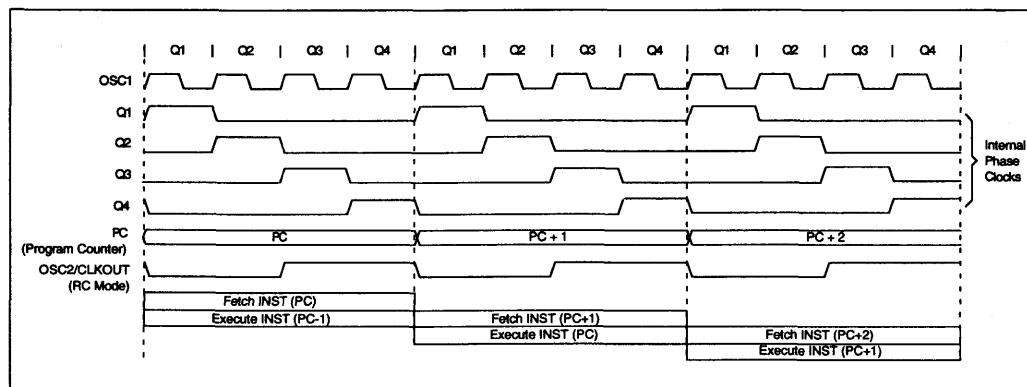 | Q1 | Q2 | Q3 | Q4 | Q1 | Q2 | Q3 | Q4 | Q1 | Q2 | Q3 | Q4 |
OSC1
Q1
Q2
Q3
Q4
Internal
Phase
Clocks
PC
(Program Counter)
PC PC + 1 PC + 2
OSC2/CLKOUT
(RC Mode)
Fetch INST (PC)
Execute INST (PC-1) Fetch INST (PC+1)
Execute INST (PC) Fetch INST (PC+2)
Execute INST (PC+1)